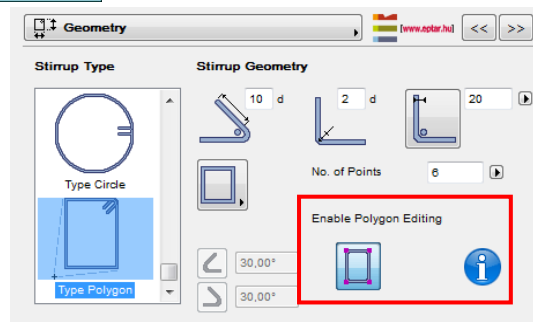 Geometry
[www.eptar.hu]
<< >>
Stirrup Type
Stirrup Geometry
10 d
2 d
20
Type Circle
No. of Points 6
Enable Polygon Editing
30,00°
Type Polygon
30,00°